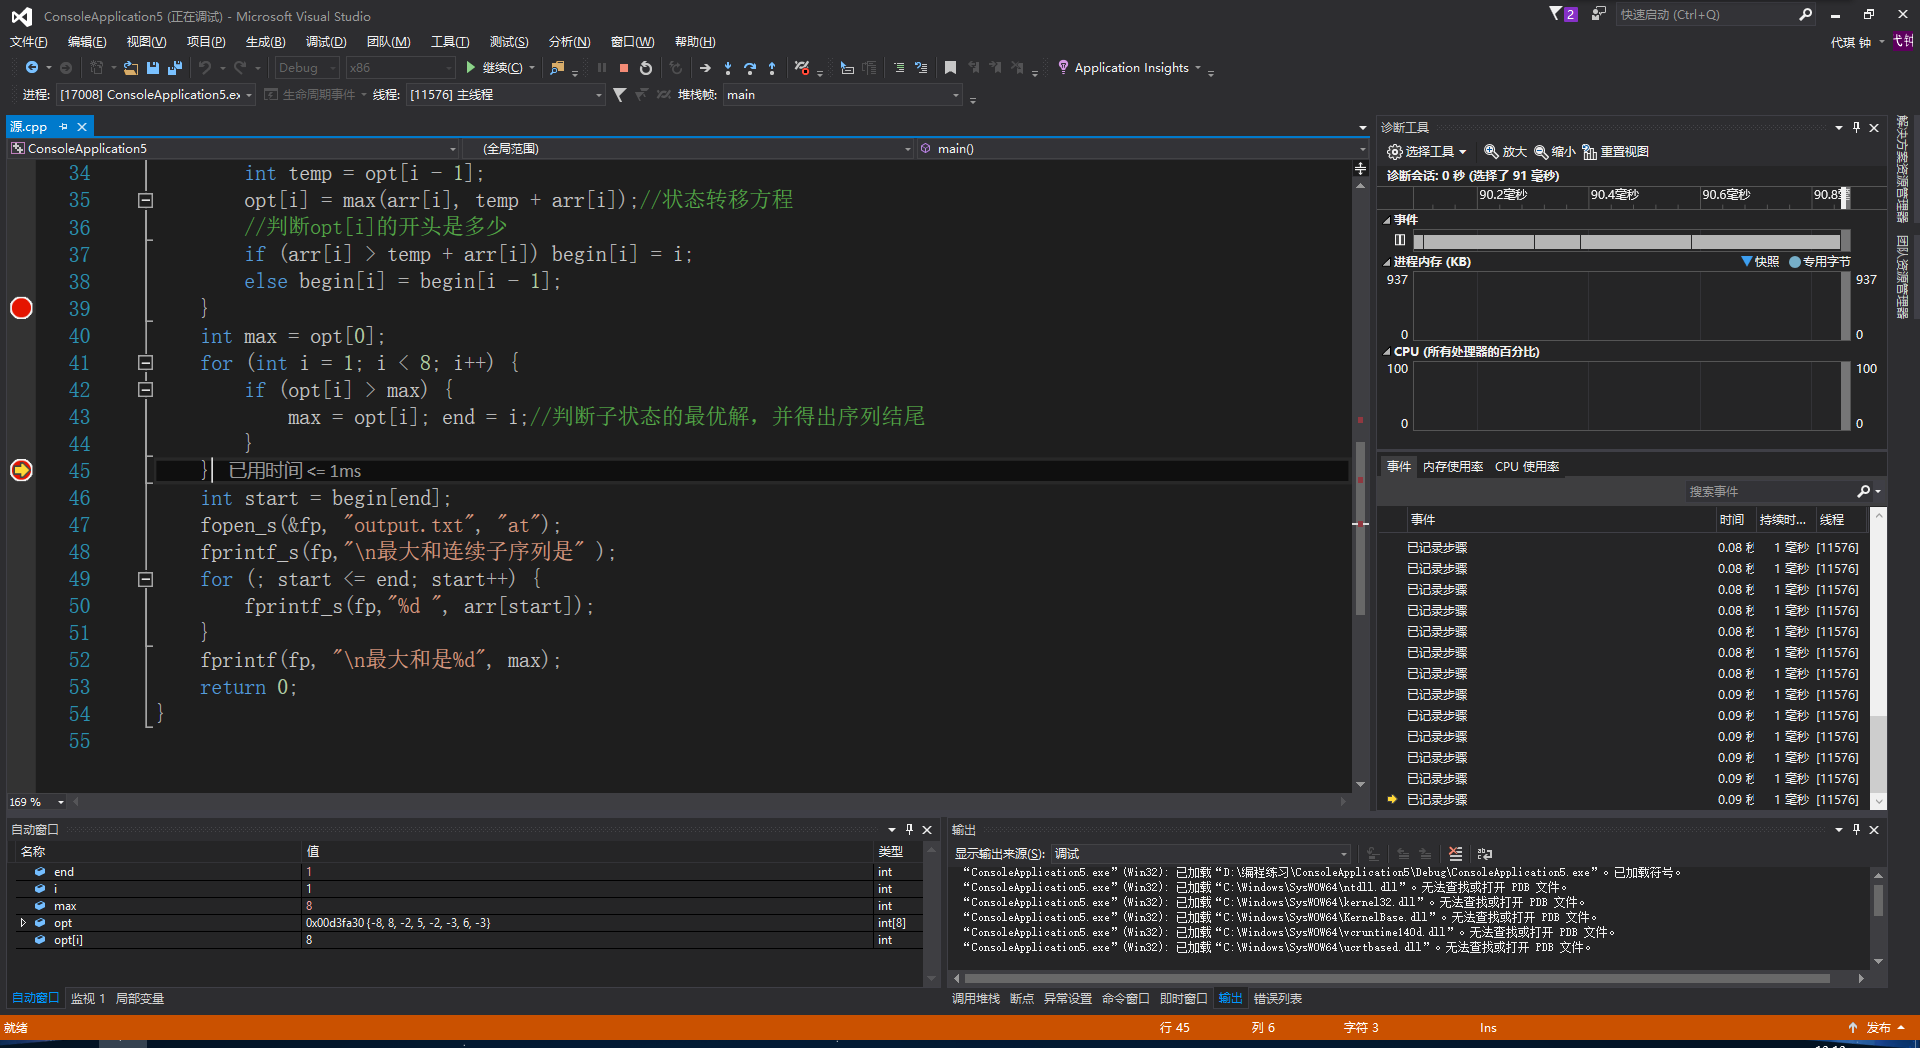 ConsoleApplication5 (正在调试) - Microsoft Visual Studio
2
快速启动 (Ctrl+Q)
文件(F) 编辑(E) 视图(V) 项目(P) 生成(B) 调试(D) 团队(M) 工具(T) 测试(S) 分析(N) 窗口(W) 帮助(H)
代琪 钟
Debug x86 继续(C) Application Insights
进程: [17008] ConsoleApplication5.ex 生命周期事件 线程: [11576] 主线程 堆栈帧: main
源.cpp
ConsoleApplication5 (全局范围) main()
34 int temp = opt[i - 1];
35 opt[i] = max(arr[i], temp + arr[i]);//状态转移方程
36 //判断opt[i]的开头是多少
37 if (arr[i] > temp + arr[i]) begin[i] = i;
38 else begin[i] = begin[i - 1];
39 }
40 int max = opt[0];
41 for (int i = 1; i < 8; i++) {
42 if (opt[i] > max) {
43 max = opt[i]; end = i;//判断子状态的最优解，并得出序列结尾
44 }
45 } 已用时间 <= 1ms
46 int start = begin[end];
47 fopen_s(&fp, "output.txt", "at");
48 fprintf_s(fp,"\n最大和连续子序列是" );
49 for (; start <= end; start++) {
50 fprintf_s(fp,"%d ", arr[start]);
51 }
52 fprintf(fp, "\n最大和是%d", max);
53 return 0;
54 }
55
169 %
诊断工具
选择工具 放大 缩小 重置视图
诊断会话: 0 秒 (选择了 91 毫秒)
90.2毫秒 90.4毫秒 90.6毫秒 90.8毫
事件
进程内存 (KB) 快照 专用字节
937 937
0 0
CPU (所有处理器的百分比)
100 100
0 0
事件 内存使用率 CPU 使用率
搜索事件
事件 时间 持续时... 线程
已记录步骤 0.08 秒 1 毫秒 [11576]
已记录步骤 0.08 秒 1 毫秒 [11576]
已记录步骤 0.08 秒 1 毫秒 [11576]
已记录步骤 0.08 秒 1 毫秒 [11576]
已记录步骤 0.08 秒 1 毫秒 [11576]
已记录步骤 0.08 秒 1 毫秒 [11576]
已记录步骤 0.08 秒 1 毫秒 [11576]
已记录步骤 0.09 秒 1 毫秒 [11576]
已记录步骤 0.09 秒 1 毫秒 [11576]
已记录步骤 0.09 秒 1 毫秒 [11576]
已记录步骤 0.09 秒 1 毫秒 [11576]
已记录步骤 0.09 秒 1 毫秒 [11576]
已记录步骤 0.09 秒 1 毫秒 [11576]
解决方案资源管理器
团队资源管理器
自动窗口
名称 值 类型
end 1 int
i 1 int
max 8 int
opt 0x00d3fa30 {-8, 8, -2, 5, -2, -3, 6, -3} int[8]
opt[i] 8 int
自动窗口 监视 1 局部变量
输出
显示输出来源(S): 调试
“ConsoleApplication5.exe”(Win32): 已加载“D:\编程练习\ConsoleApplication5\Debug\ConsoleApplication5.exe”。已加载符号。
“ConsoleApplication5.exe”(Win32): 已加载“C:\Windows\SysWOW64\ntdll.dll”。无法查找或打开 PDB 文件。
“ConsoleApplication5.exe”(Win32): 已加载“C:\Windows\SysWOW64\kernel32.dll”。无法查找或打开 PDB 文件。
“ConsoleApplication5.exe”(Win32): 已加载“C:\Windows\SysWOW64\KernelBase.dll”。无法查找或打开 PDB 文件。
“ConsoleApplication5.exe”(Win32): 已加载“C:\Windows\SysWOW64\vcruntime140d.dll”。无法查找或打开 PDB 文件。
“ConsoleApplication5.exe”(Win32): 已加载“C:\Windows\SysWOW64\ucrtbased.dll”。无法查找或打开 PDB 文件。
调用堆栈 断点 异常设置 命令窗口 即时窗口 输出 错误列表
就绪 行 45 列 6 字符 3 Ins 发布